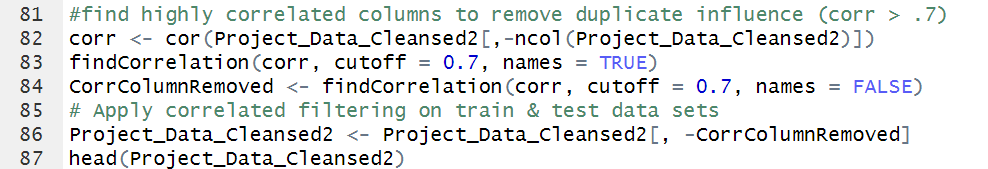 81 #find highly correlated columns to remove duplicate influence (corr > .7)
82 corr <- cor(Project_Data_Cleansed2[,-ncol(Project_Data_Cleansed2)])
83 findCorrelation(corr, cutoff = 0.7, names = TRUE)
84 CorrColumnRemoved <- findCorrelation(corr, cutoff = 0.7, names = FALSE)
85 # Apply correlated filtering on train & test data sets
86 Project_Data_Cleansed2 <- Project_Data_Cleansed2[, -CorrColumnRemoved]
87 head(Project_Data_Cleansed2)